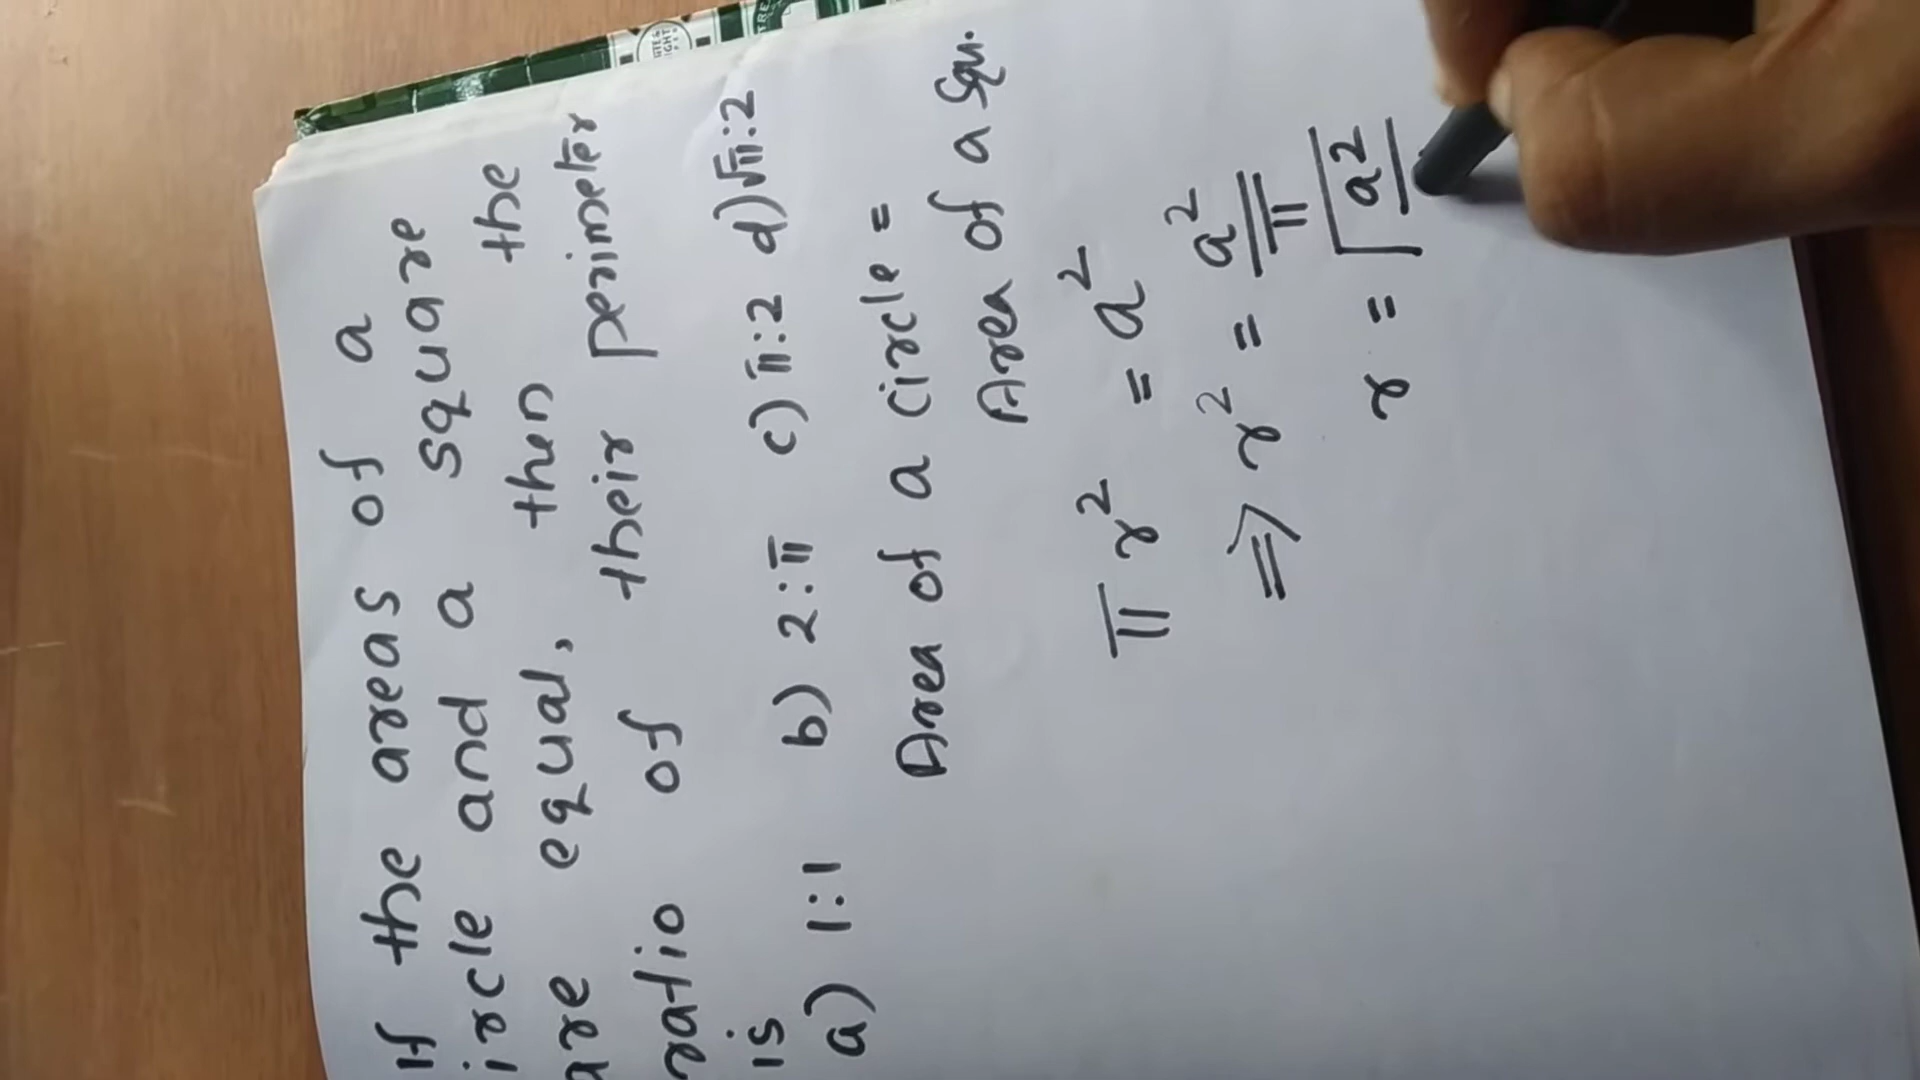 If the areas of a
ircle and a square
are equal, then the
ratio of their perimeter
is
a) 1:1 b) 2:π c) π:2 d) √π:2
Area of a circle =
Area of a Squ.
πr² = a²
⇒ r² = a²/π
r = √a²